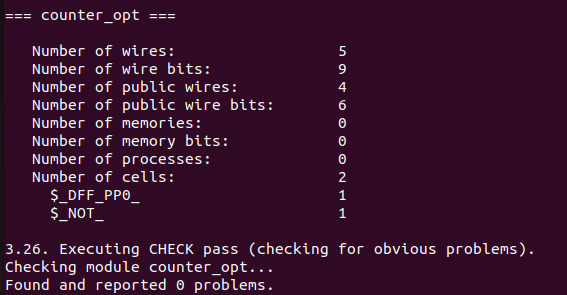 === counter_opt ===
Number of wires: 5
Number of wire bits: 9
Number of public wires: 4
Number of public wire bits: 6
Number of memories: 0
Number of memory bits: 0
Number of processes: 0
Number of cells: 2
$_DFF_PP0_ 1
$_NOT_ 1
3.26. Executing CHECK pass (checking for obvious problems).
Checking module counter_opt...
Found and reported 0 problems.